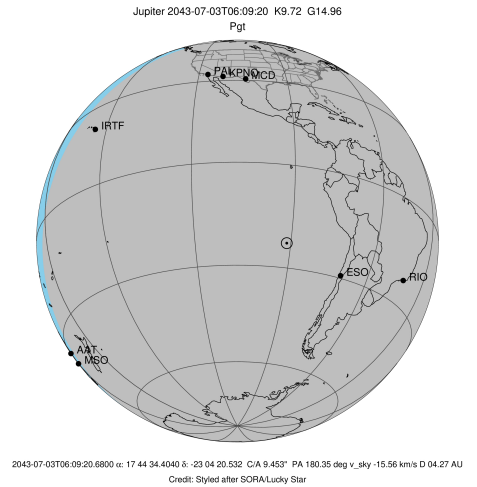 Jupiter 2043-07-03T06:09:20 K9.72 G14.96
Pgt
PAL
KPNO
MCD
IRTF
ESO
RIO
AAT
MSO
2043-07-03T06:09:20.6800 α: 17 44 34.4040 δ: -23 04 20.532 C/A 9.453" PA 180.35 deg v_sky -15.56 km/s D 04.27 AU
Credit: Styled after SORA/Lucky Star